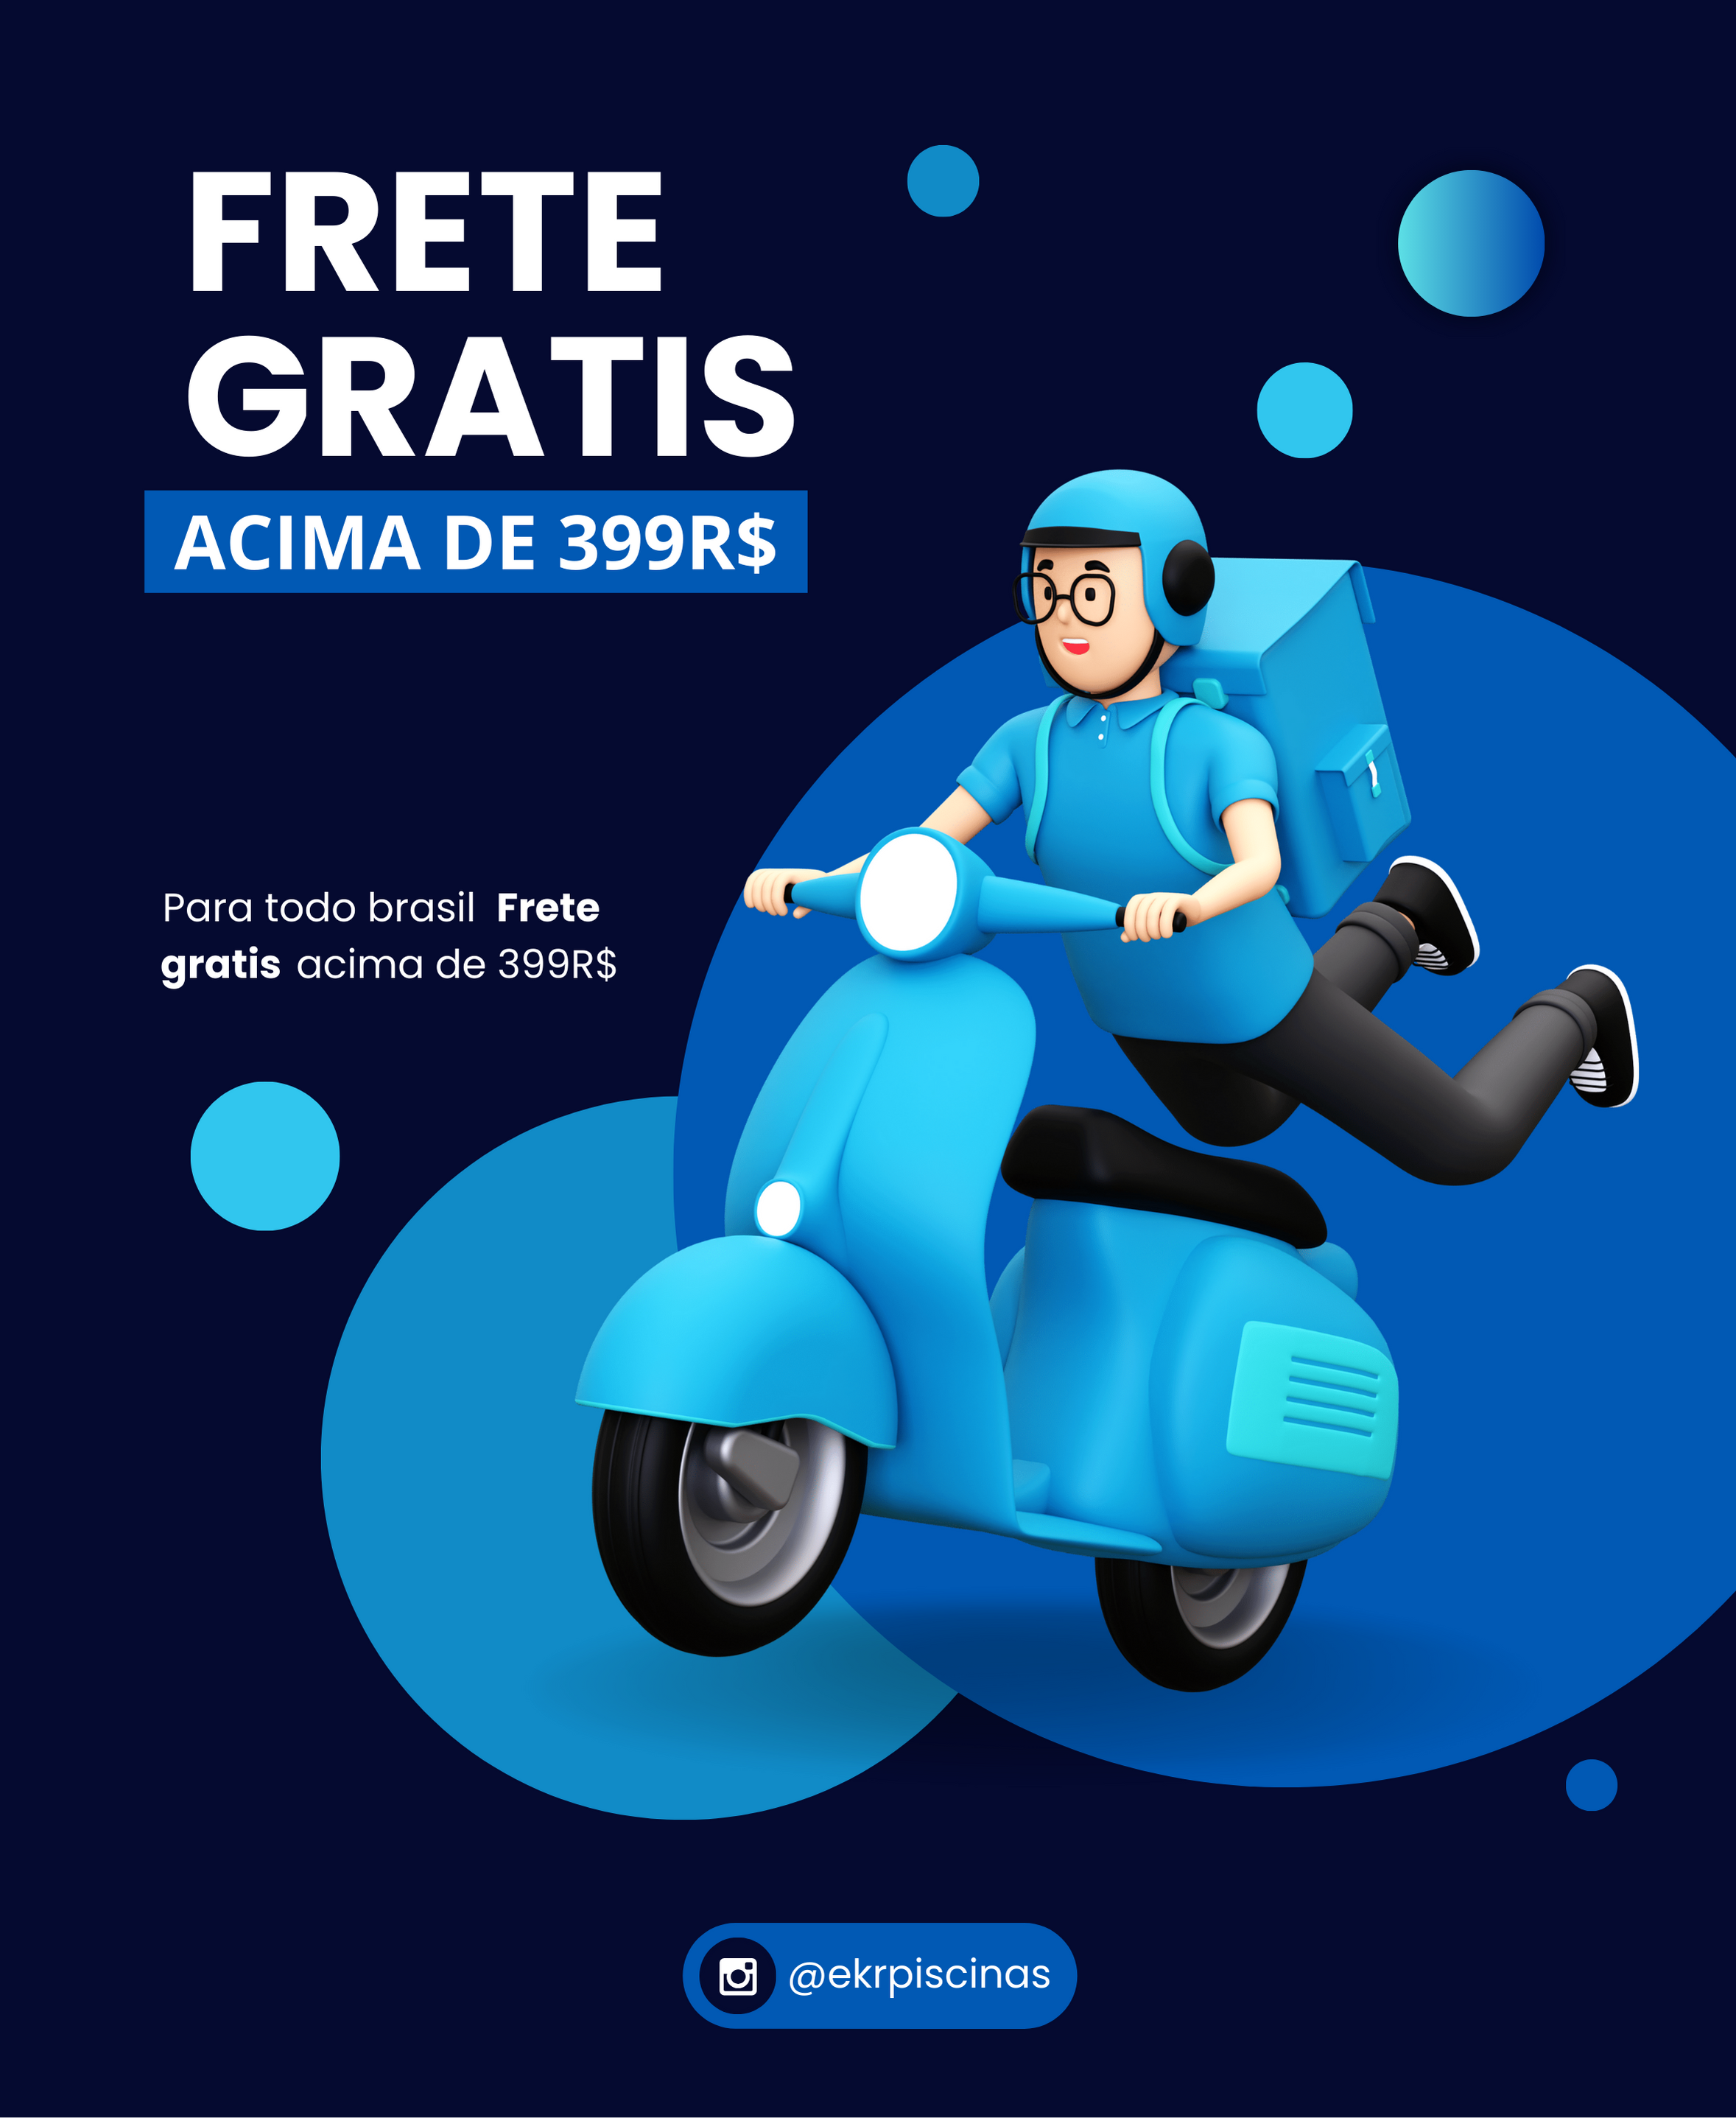 FRETE
GRATIS
ACIMA DE 399R$
Para todo brasil Frete
gratis acima de 399R$
@ekrpiscinas